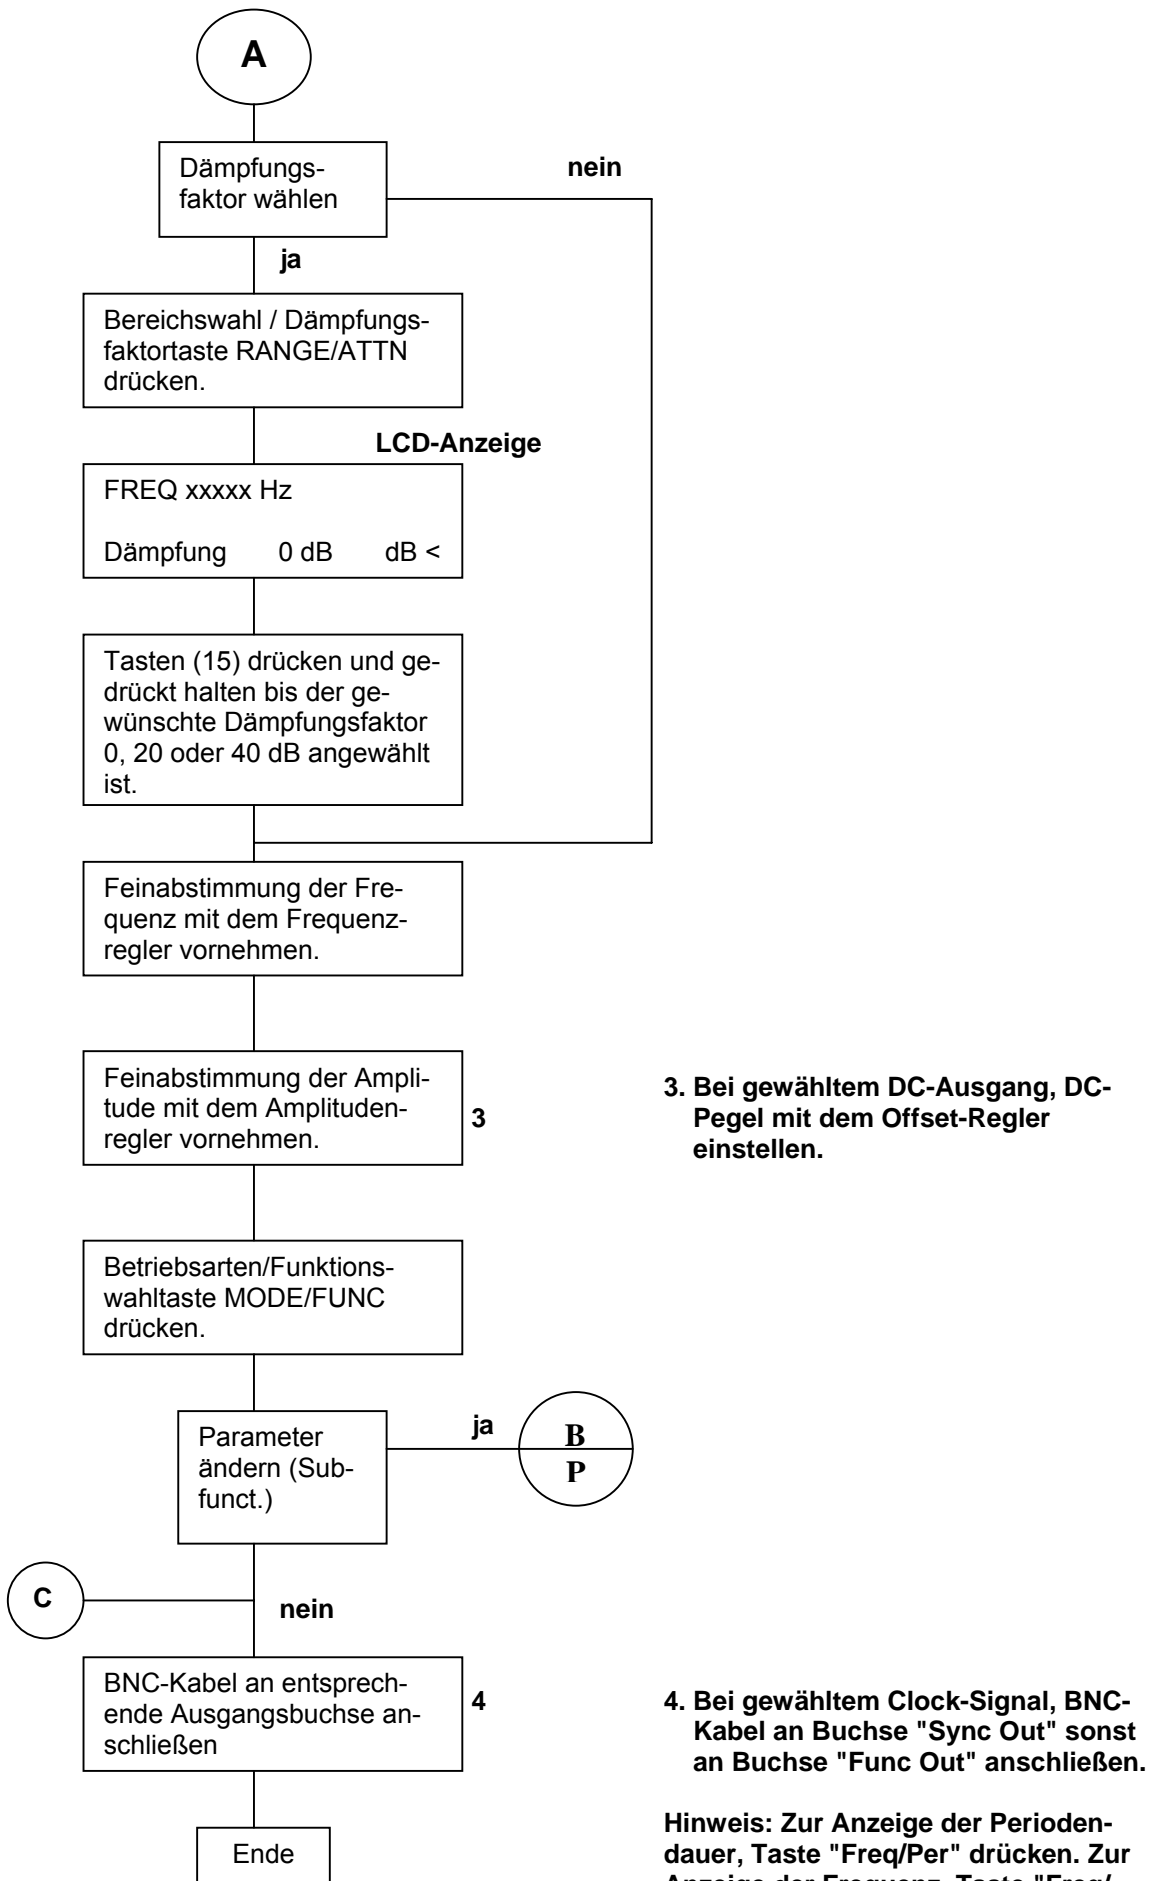 A
Dämpfungs-
faktor wählen
nein
ja
Bereichswahl / Dämpfungs-
faktortaste RANGE/ATTN
drücken.
LCD-Anzeige
FREQ xxxxx Hz
Dämpfung 0 dB dB <
Tasten (15) drücken und ge-
drückt halten bis der ge-
wünschte Dämpfungsfaktor
0, 20 oder 40 dB angewählt
ist.
Feinabstimmung der Fre-
quenz mit dem Frequenz-
regler vornehmen.
Feinabstimmung der Ampli-
tude mit dem Amplituden-
regler vornehmen.
3
3. Bei gewähltem DC-Ausgang, DC-
Pegel mit dem Offset-Regler
einstellen.
Betriebsarten/Funktions-
wahltaste MODE/FUNC
drücken.
Parameter
ändern (Sub-
funct.)
ja
B
P
C
nein
BNC-Kabel an entsprech-
ende Ausgangsbuchse an-
schließen
4
4. Bei gewähltem Clock-Signal, BNC-
Kabel an Buchse "Sync Out" sonst
an Buchse "Func Out" anschließen.
Ende
Hinweis: Zur Anzeige der Perioden-
dauer, Taste "Freq/Per" drücken. Zur
Anzeige der Frequenz, Taste "Freq/